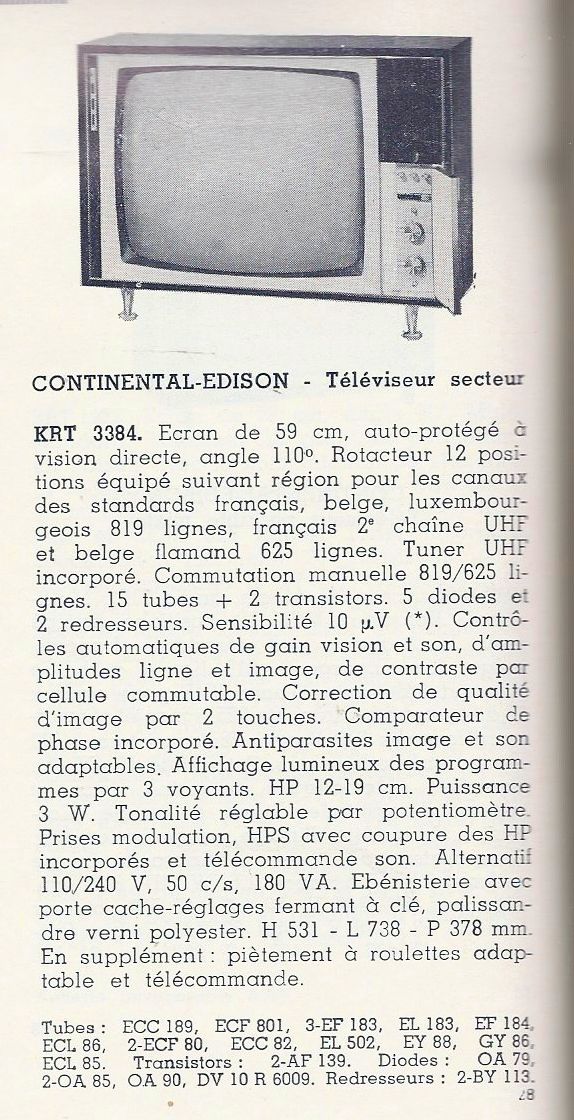 CONTINENTAL-EDISON - Téléviseur secteur
KRT 3384. Ecran de 59 cm, auto-protégé à
vision directe, angle 110º. Rotacteur 12 posi-
tions équipé suivant région pour les canaux
des standards français, belge, luxembour-
geois 819 lignes, français 2e chaîne UHF
et belge flamand 625 lignes. Tuner UHF
incorporé. Commutation manuelle 819/625 li-
gnes. 15 tubes + 2 transistors. 5 diodes et
2 redresseurs. Sensibilité 10 µV (*). Contrô-
les automatiques de gain vision et son, d'am-
plitudes ligne et image, de contraste par
cellule commutable. Correction de qualité
d'image par 2 touches. Comparateur de
phase incorporé. Antiparasites image et son
adaptables. Affichage lumineux des program-
mes par 3 voyants. HP 12-19 cm. Puissance
3 W. Tonalité réglable par potentiomètre.
Prises modulation, HPS avec coupure des HP
incorporés et télécommande son. Alternatif
110/240 V, 50 c/s, 180 VA. Ebénisterie avec
porte cache-réglages fermant à clé, palissan-
dre verni polyester. H 531 - L 738 - P 378 mm.
En supplément : piètement à roulettes adap-
table et télécommande.
Tubes : ECC 189, ECF 801, 3-EF 183, EL 183, EF 184,
ECL 86, 2-ECF 80, ECC 82, EL 502, EY 88, GY 86,
ECL 85. Transistors : 2-AF 139. Diodes : OA 79,
2-OA 85, OA 90, DV 10 R 6009. Redresseurs : 2-BY 113.